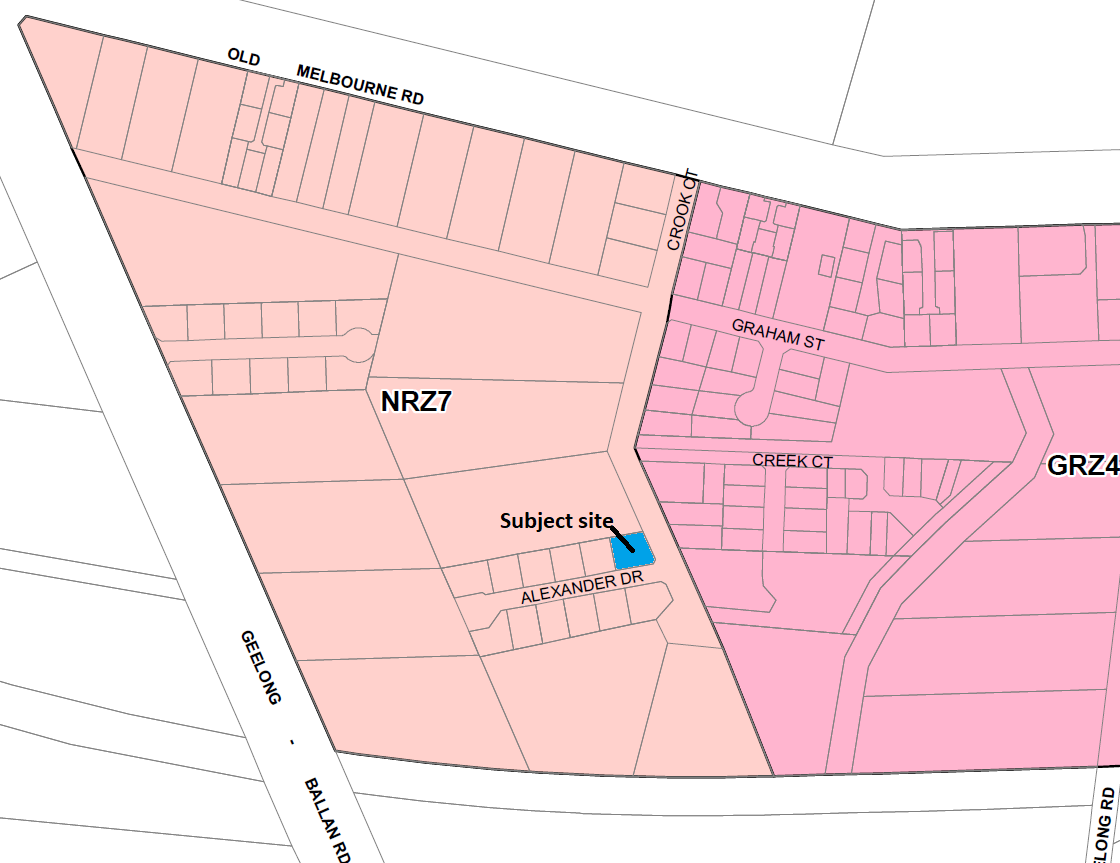 OLD MELBOURNE RD
CROOK CT
GRAHAM ST
NRZ7
CREEK CT
GRZ4
Subject site
ALEXANDER DR
GEELONG - BALLAN RD
LONG RD